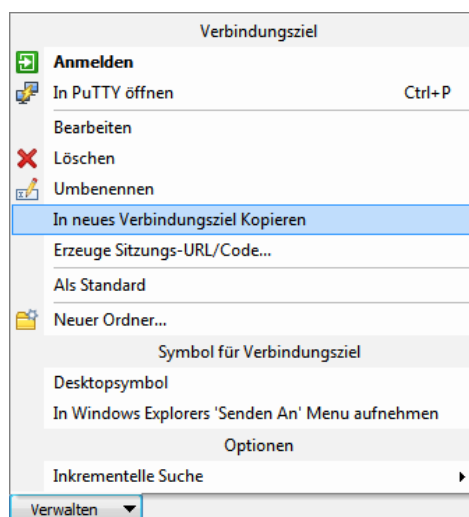 Verbindungsziel
Anmelden
In PuTTY öffnen Ctrl+P
Bearbeiten
Löschen
Umbenennen
In neues Verbindungsziel Kopieren
Erzeuge Sitzungs-URL/Code...
Als Standard
Neuer Ordner...
Symbol für Verbindungsziel
Desktopsymbol
In Windows Explorers 'Senden An' Menu aufnehmen
Optionen
Inkrementelle Suche
Verwalten